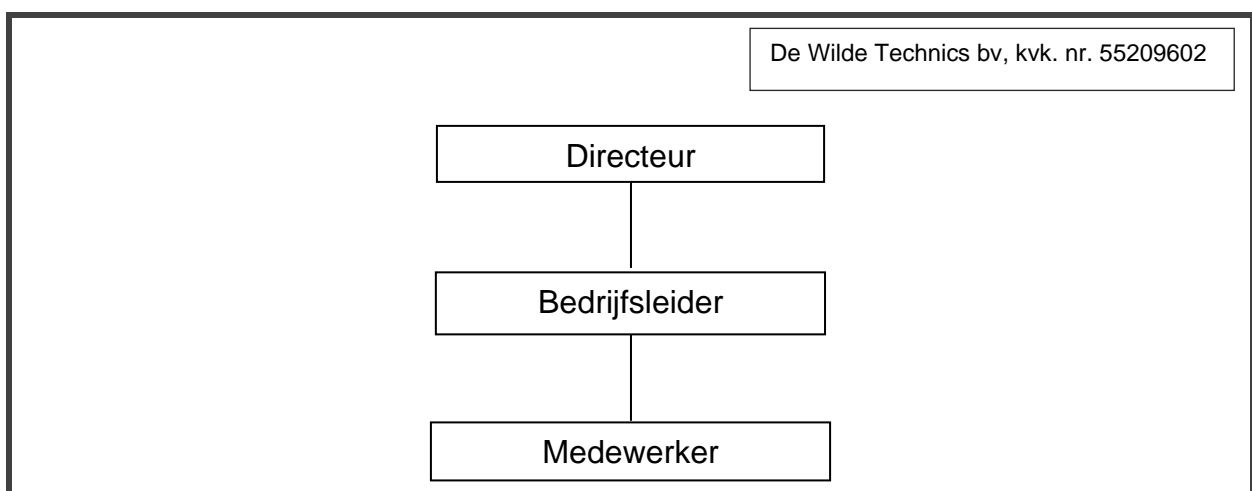 De Wilde Technics bv, kvk. nr. 55209602
Directeur
Bedrijfsleider
Medewerker